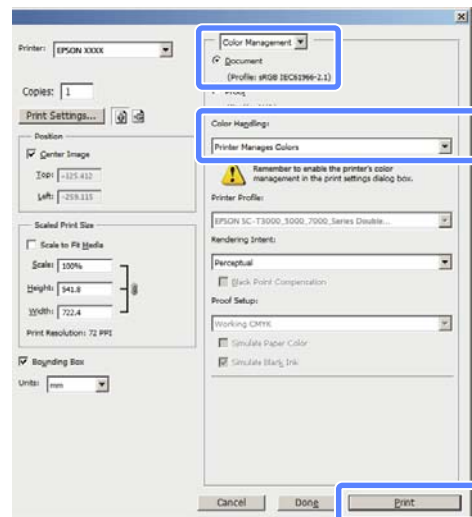 Printer: EPSON XXXX
Copies: 1
Print Settings...
Position
Center Image
Top: -125.412
Left: -259.115
Scaled Print Size
Scale to Fit Media
Scale: 100%
Height: 541.8
Width: 722.4
Print Resolution: 72 PPI
Bounding Box
Units: mm
Color Management
Document
(Profile: sRGB IEC61966-2.1)
Color Handling:
Printer Manages Colors
Remember to enable the printer's color
management in the print settings dialog box.
Printer Profile:
EPSON SC-T3000_5000_7000_Series Double...
Rendering Intent:
Perceptual
Black Point Compensation
Proof Setup:
Working CMYK
Simulate Paper Color
Simulate Black Ink
Cancel
Done
Print